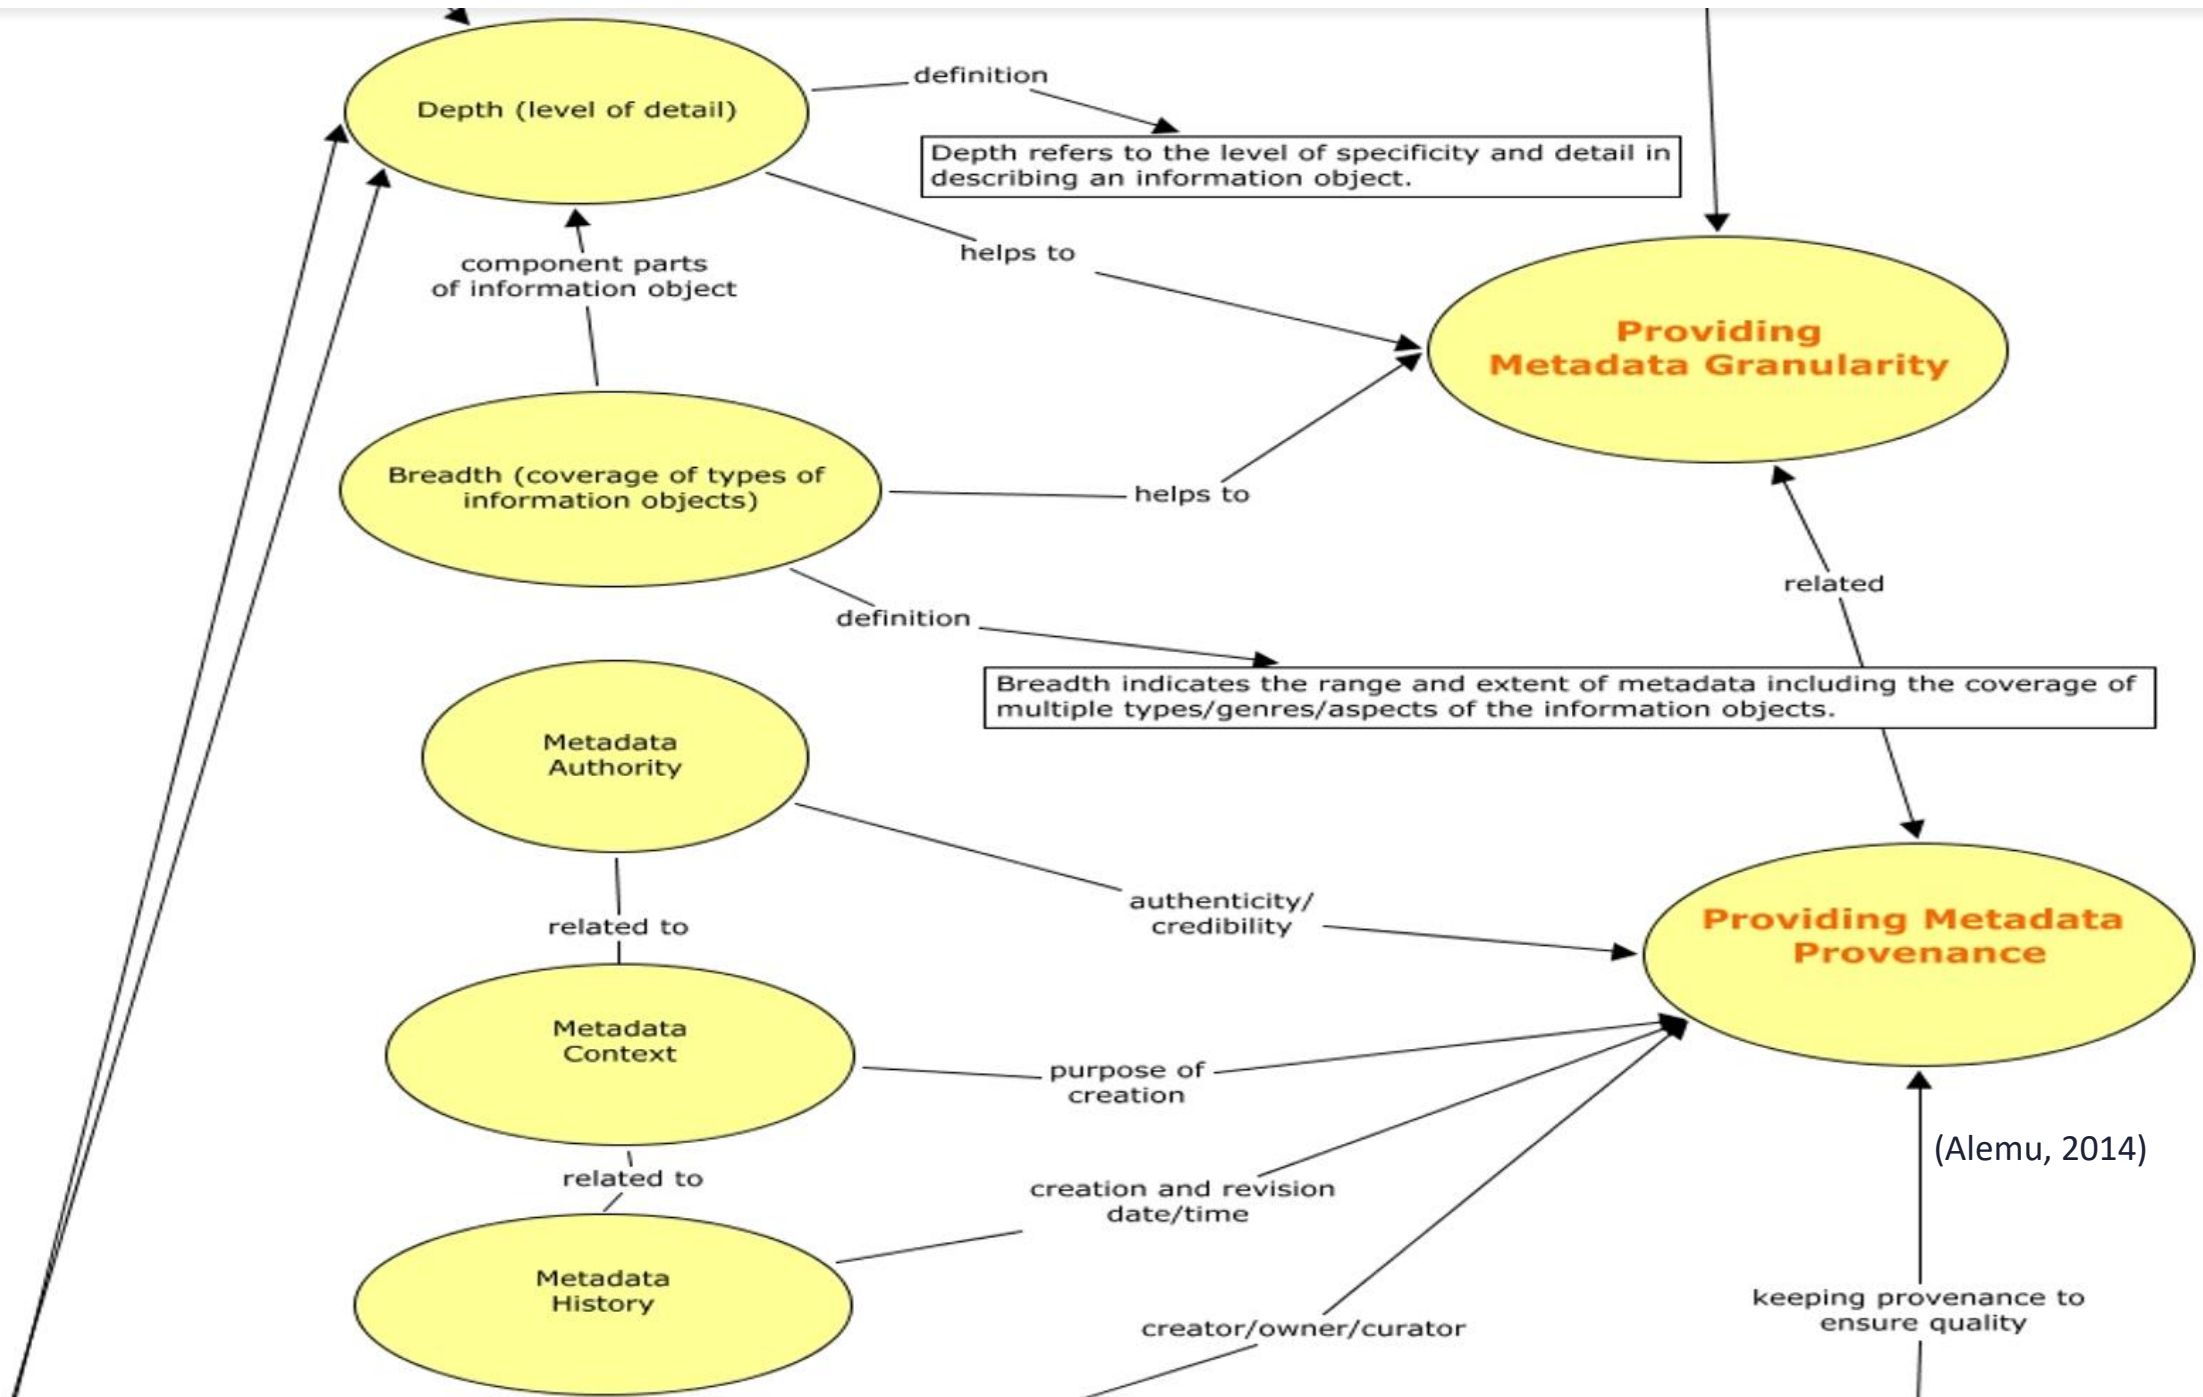 definition
Depth (level of detail)
Depth refers to the level of specificity and detail in
describing an information object.
helps to
component parts
of information object
Providing
Metadata Granularity
Breadth (coverage of types of
information objects)
helps to
related
definition
Breadth indicates the range and extent of metadata including the coverage of
multiple types/genres/aspects of the information objects.
Metadata
Authority
authenticity/
credibility
related to
Providing Metadata
Provenance
Metadata
Context
purpose of
creation
(Alemu, 2014)
related to
creation and revision
date/time
Metadata
History
keeping provenance to
ensure quality
creator/owner/curator